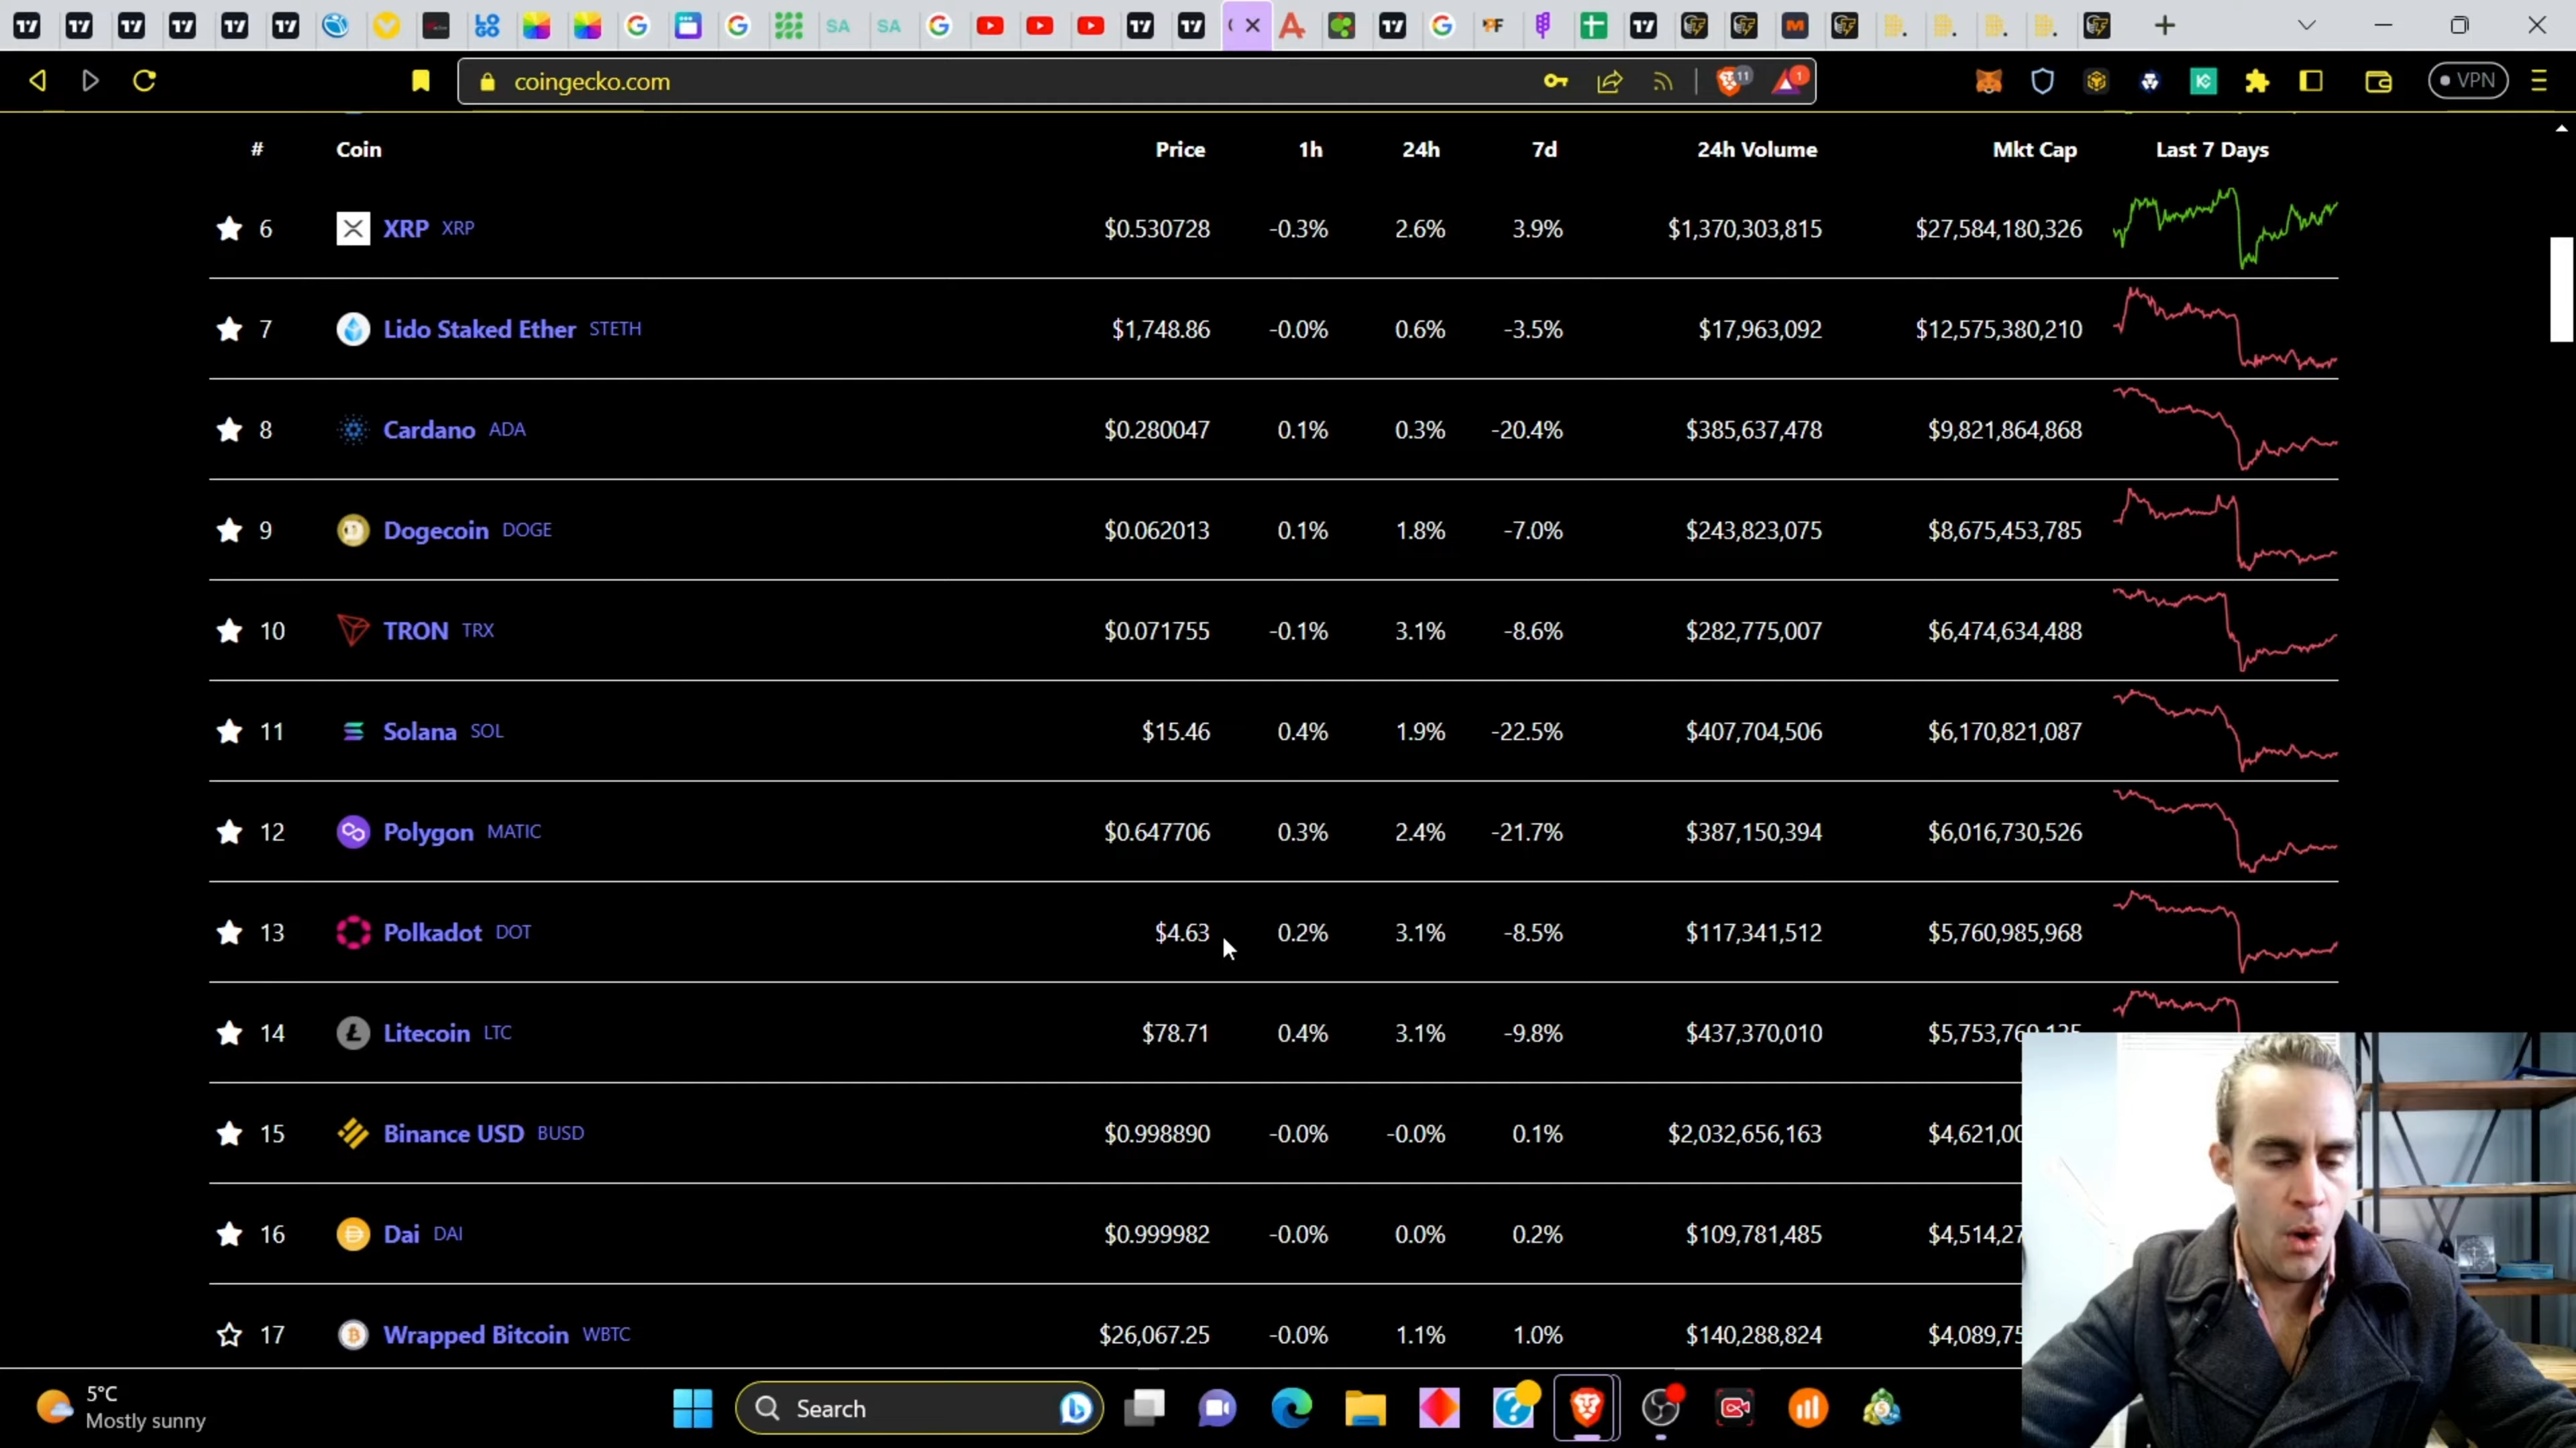 coingecko.com
11
1
VPN
# Coin Price 1h 24h 7d 24h Volume Mkt Cap Last 7 Days
6 XRP XRP $0.530728 -0.3% 2.6% 3.9% $1,370,303,815 $27,584,180,326
7 Lido Staked Ether STETH $1,748.86 -0.0% 0.6% -3.5% $17,963,092 $12,575,380,210
8 Cardano ADA $0.280047 0.1% 0.3% -20.4% $385,637,478 $9,821,864,868
9 Dogecoin DOGE $0.062013 0.1% 1.8% -7.0% $243,823,075 $8,675,453,785
10 TRON TRX $0.071755 -0.1% 3.1% -8.6% $282,775,007 $6,474,634,488
11 Solana SOL $15.46 0.4% 1.9% -22.5% $407,704,506 $6,170,821,087
12 Polygon MATIC $0.647706 0.3% 2.4% -21.7% $387,150,394 $6,016,730,526
13 Polkadot DOT $4.63 0.2% 3.1% -8.5% $117,341,512 $5,760,985,968
14 Litecoin LTC $78.71 0.4% 3.1% -9.8% $437,370,010
15 Binance USD BUSD $0.998890 -0.0% -0.0% 0.1% $2,032,656,163 $4,621,00
16 Dai DAI $0.999982 -0.0% 0.0% 0.2% $109,781,485 $4,514,27
17 Wrapped Bitcoin WBTC $26,067.25 -0.0% 1.1% 1.0% $140,288,824 $4,089,75
5°C
Mostly sunny
Search